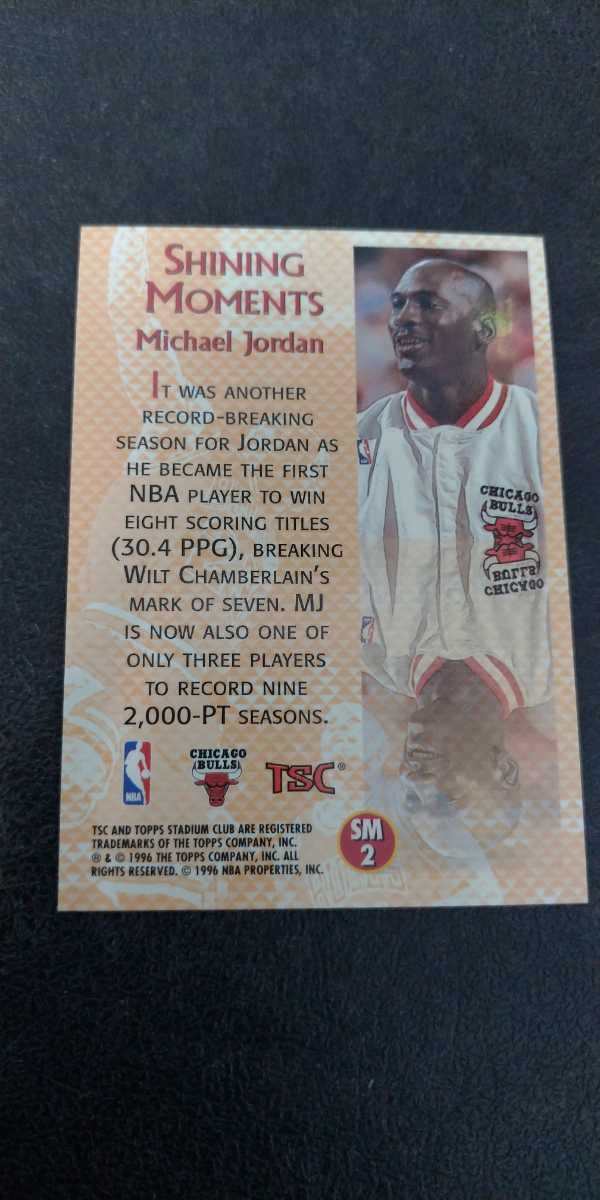 SHINING
MOMENTS
Michael Jordan
IT WAS ANOTHER
RECORD-BREAKING
SEASON FOR JORDAN AS
HE BECAME THE FIRST
NBA PLAYER TO WIN
EIGHT SCORING TITLES
(30.4 PPG), BREAKING
WILT CHAMBERLAIN'S
MARK OF SEVEN. MJ
IS NOW ALSO ONE OF
ONLY THREE PLAYERS
TO RECORD NINE
2,000-PT SEASONS.
CHICAGO
BULLS
BULLS
CHICAGO
NBA
CHICAGO
BULLS
TSC®
TSC AND TOPPS STADIUM CLUB ARE REGISTERED
TRADEMARKS OF THE TOPPS COMPANY, INC.
® & © 1996 THE TOPPS COMPANY, INC. ALL
RIGHTS RESERVED. © 1996 NBA PROPERTIES, INC.
SM
2